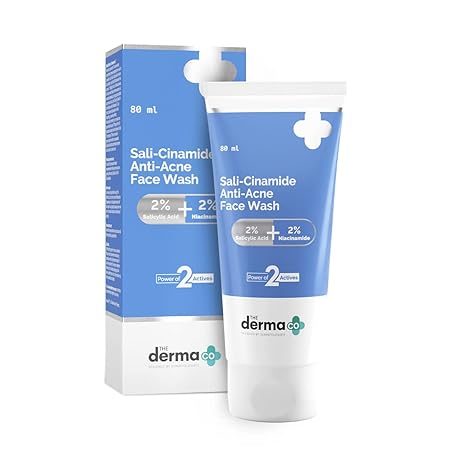 80 ml
Sali-Cinamide
Anti-Acne
Face Wash
2% + 2%
Salicylic Acid Niacinamide
Power of 2 Actives
THE
derma co
80 ml
Sali-Cinamide
Anti-Acne
Face Wash
2% + 2%
Salicylic Acid Niacinamide
Power of 2 Actives
THE
derma co